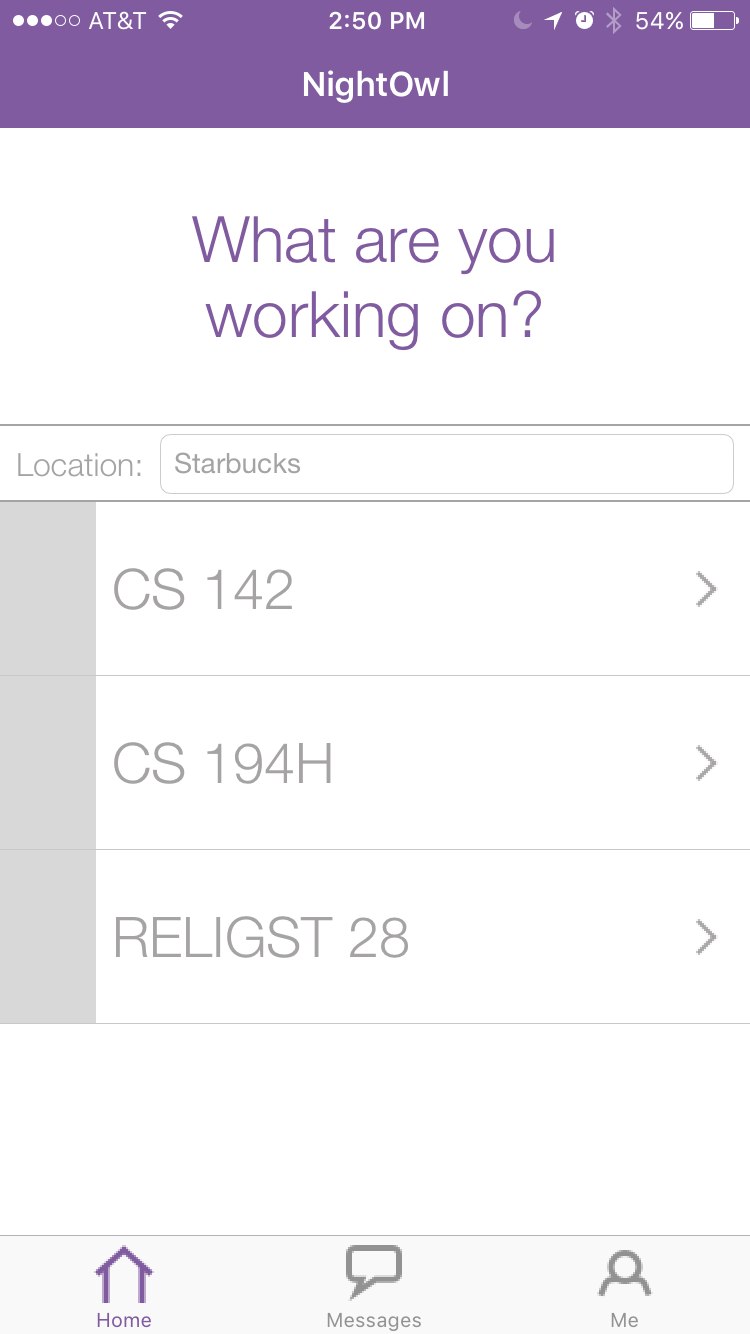 AT&T 2:50 PM 54%
NightOwl
What are you
working on?
Location: Starbucks
CS 142
CS 194H
RELIGST 28
Home Messages Me